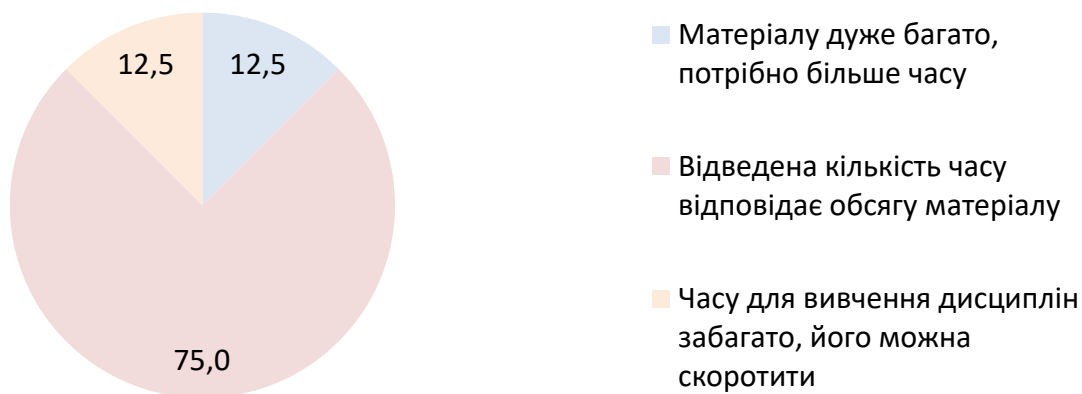 12,5
12,5
75,0
Матеріалу дуже багато,
потрібно більше часу
Відведена кількість часу
відповідає обсягу матеріалу
Часу для вивчення дисциплін
забагато, його можна
скоротити